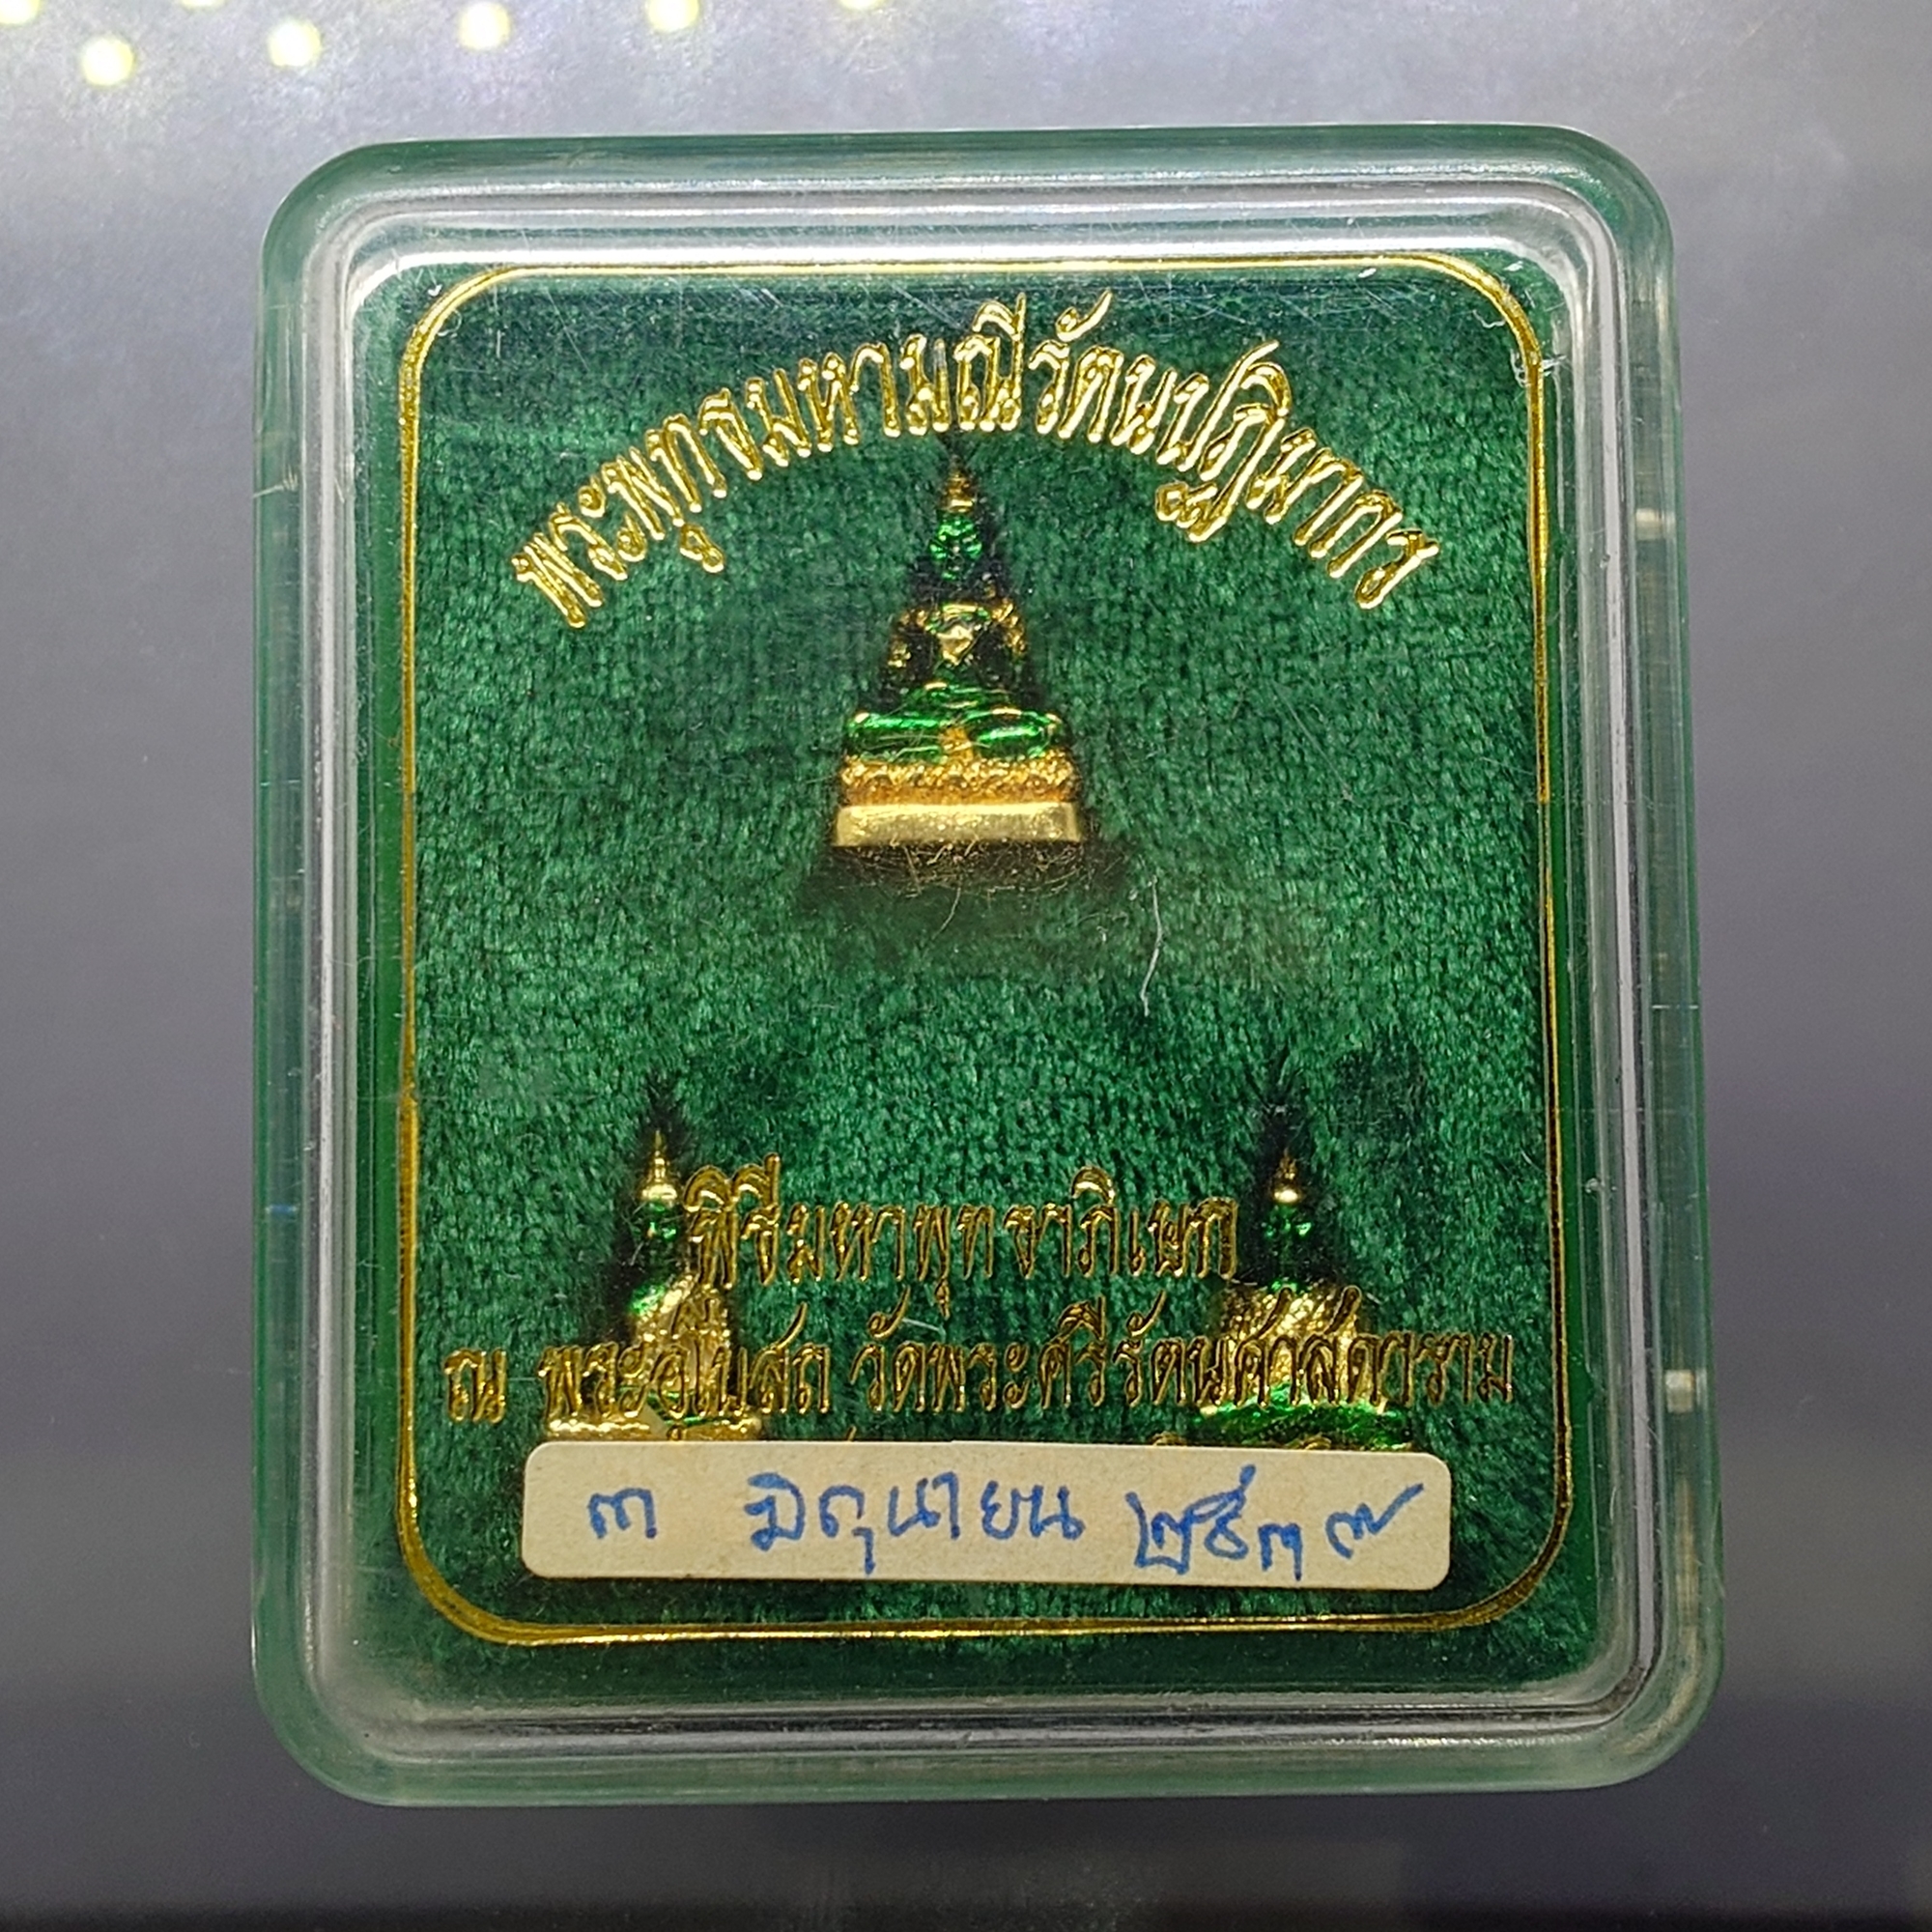 พระพุทธมหามณีรัตนปฏิมากร
พิธีมหาพุทธาภิเษก
ณ พระอุโบสถ วัดพระศรีรัตนศาสดาราม
๓ มิถุนายน ๒๕๓๗